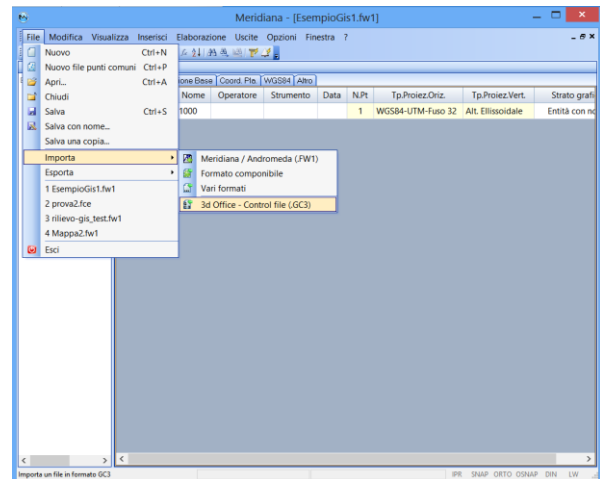 Meridiana - [EsempioGis1.fw1]
File Modifica Visualizza Inserisci Elaborazione Uscite Opzioni Finestra ?
Nuovo Ctrl+N
Nuovo file punti comuni Ctrl+P
Apri... Ctrl+A
Chiudi
Salva Ctrl+S
Salva con nome...
Salva una copia...
Importa
Esporta
1 EsempioGis1.fw1
2 prova2.fce
3 rilievo-gis_test.fw1
4 Mappa2.fw1
Esci
Meridiana / Andromeda (.FW1)
Formato componibile
Vari formati
3d Office - Control file (.GC3)
ione Base Coord. Pta. WGS84 Altro
Nome Operatore Strumento Data N.Pt Tp.Proiez.Oriz. Tp.Proiez.Vert. Strato grafi
1000 1 WGS84-UTM-Fuso 32 Alt. Ellissoidale Entità con no
Importa un file in formato GC3
IPR SNAP ORTO OSNAP DIN LW